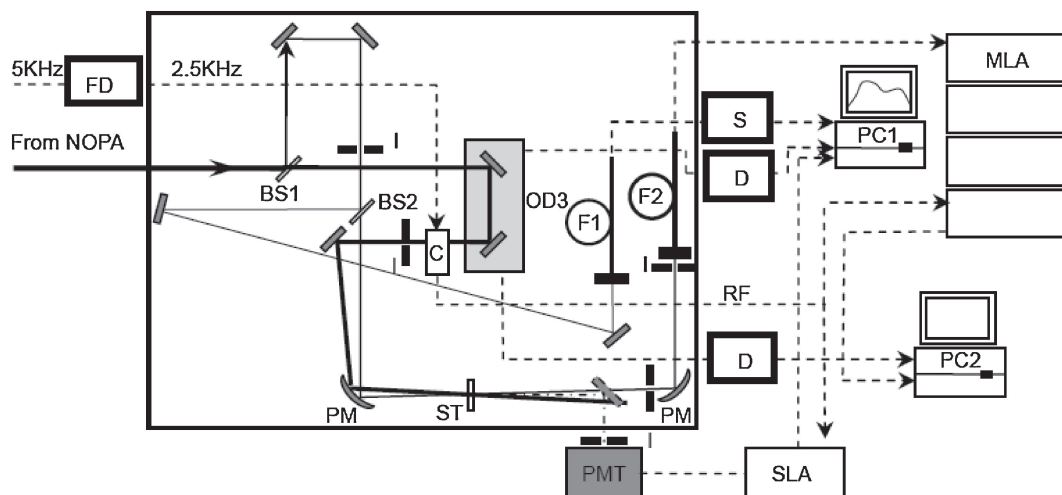 5KHz
FD
2.5KHz
MLA
From NOPA
BS1
I
BS2
OD3
C
I
F1
F2
I
S
D
PC1
RF
D
PC2
PM
ST
PM
I
PMT
SLA